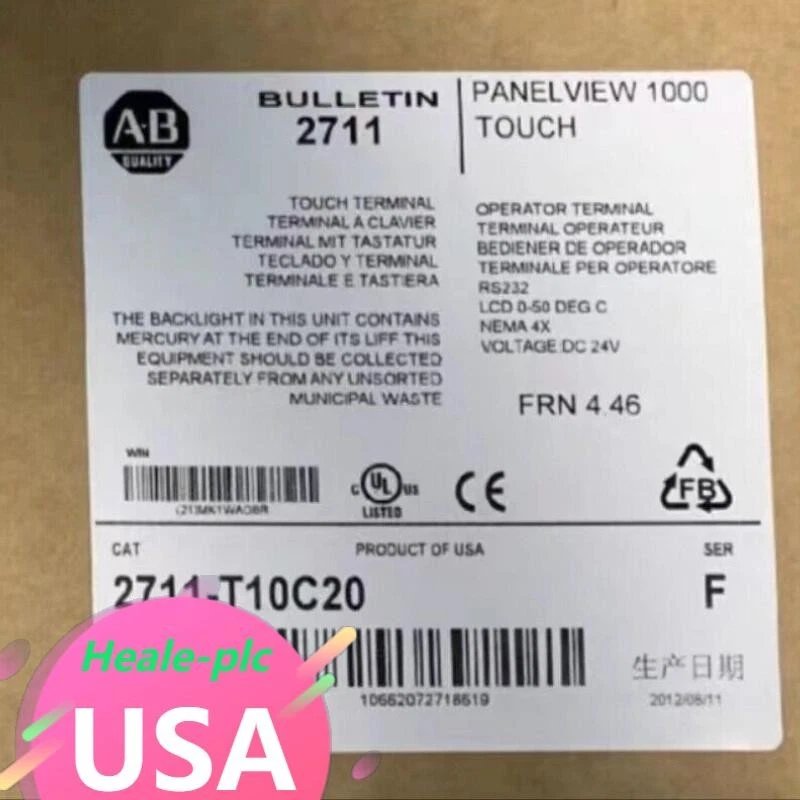 A-B
QUALITY
BULLETIN
2711
PANELVIEW 1000
TOUCH
TOUCH TERMINAL
TERMINAL A CLAVIER
TERMINAL MIT TASTATUR
TECLADO Y TERMINAL
TERMINALE E TASTIERA
OPERATOR TERMINAL
TERMINAL OPERATEUR
BEDIENER DE OPERADOR
TERMINALE PER OPERATORE
RS232
LCD 0-50 DEG C
NEMA 4X
VOLTAGE:DC 24V
THE BACKLIGHT IN THIS UNIT CONTAINS
MERCURY AT THE END OF ITS LIFF THIS
EQUIPMENT SHOULD BE COLLECTED
SEPARATELY FROM ANY UNSORTED
MUNICIPAL WASTE
FRN 4.46
WIN
C UL US
LISTED
CE
FB
CAT
PRODUCT OF USA
SER
2711-T10C20
F
10662072718619
生产日期
2012/08/11
Heale-plc
USA